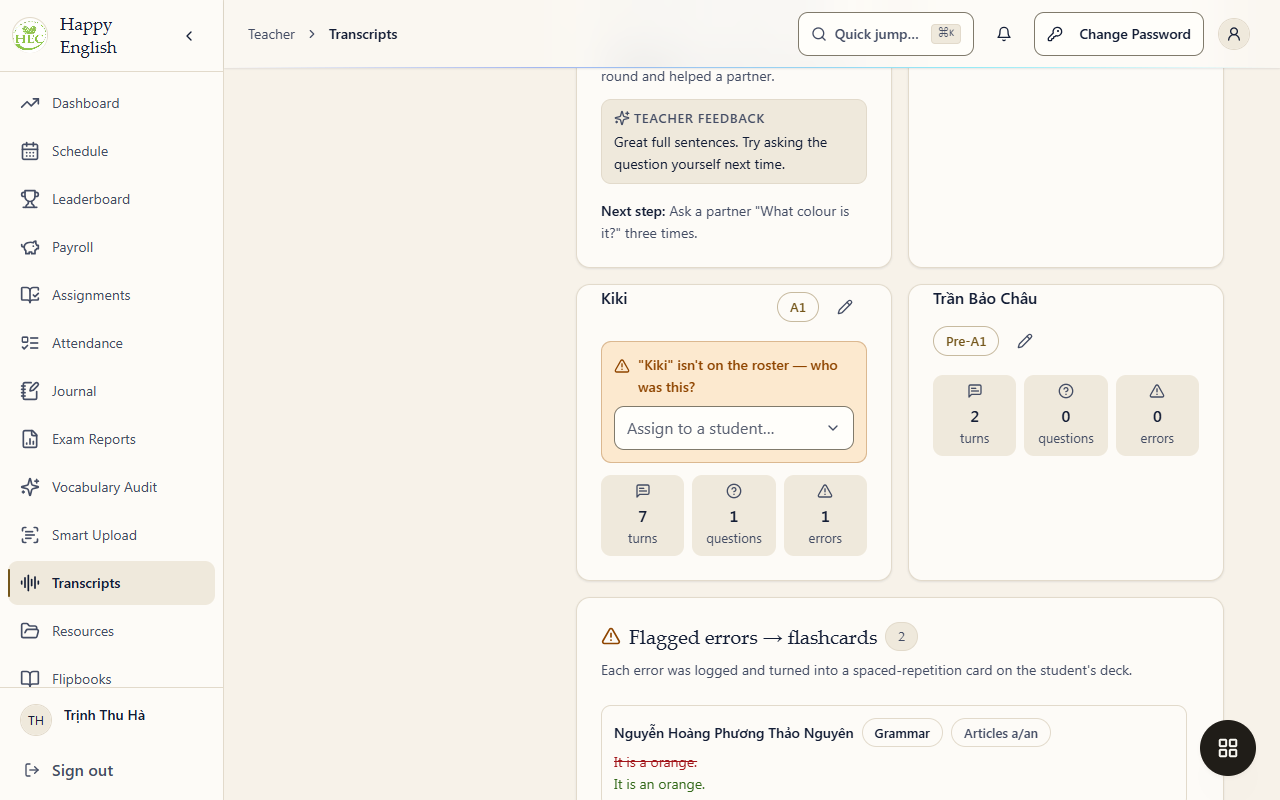 HEC
Happy
English
Dashboard
Schedule
Leaderboard
Payroll
Assignments
Attendance
Journal
Exam Reports
Vocabulary Audit
Smart Upload
Transcripts
Resources
Flipbooks
TH
Trịnh Thu Hà
Sign out
Teacher
Transcripts
Quick jump...
⌘K
Change Password
round and helped a partner.
TEACHER FEEDBACK
Great full sentences. Try asking the
question yourself next time.
Next step: Ask a partner "What colour is
it?" three times.
Kiki
A1
"Kiki" isn't on the roster — who
was this?
Assign to a student...
7
turns
1
questions
1
errors
Trần Bảo Châu
Pre-A1
2
turns
0
questions
0
errors
Flagged errors → flashcards
2
Each error was logged and turned into a spaced-repetition card on the student's deck.
Nguyễn Hoàng Phương Thảo Nguyên
Grammar
Articles a/an
It is a orange.
It is an orange.